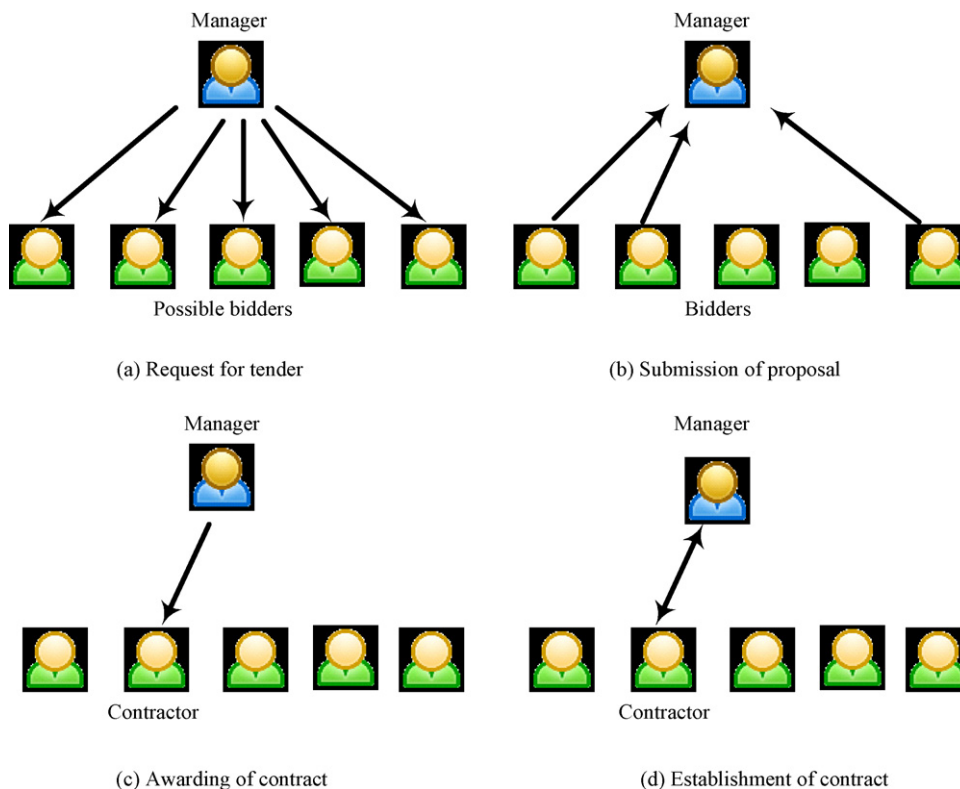 Manager
Manager
Possible bidders
Bidders
(a) Request for tender
(b) Submission of proposal
Manager
Manager
Contractor
Contractor
(c) Awarding of contract
(d) Establishment of contract